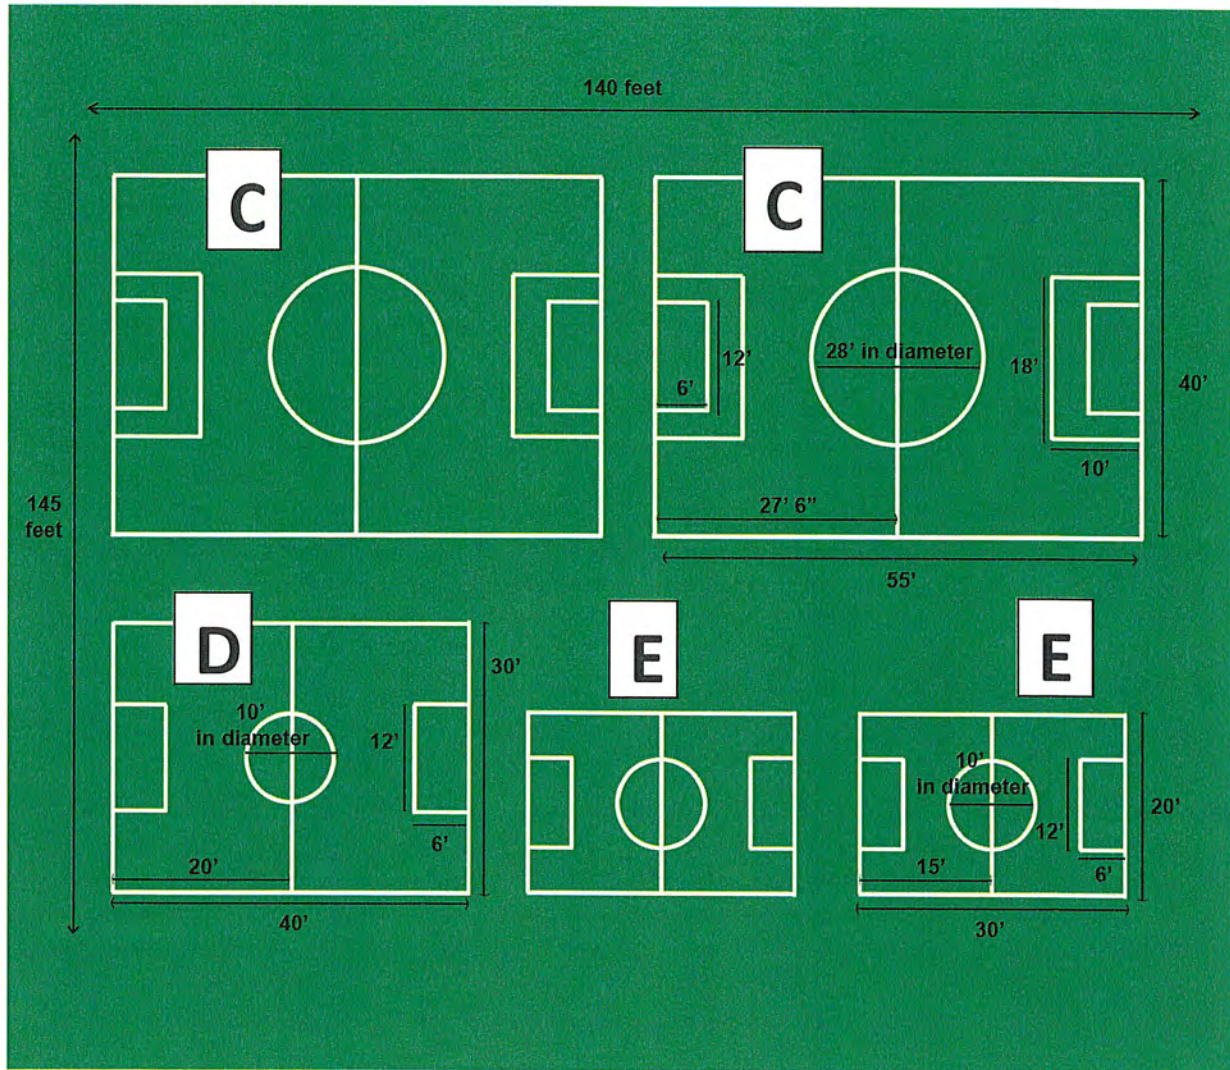 140 feet
C
C
28’ in diameter
12’
18’
6’
40’
10’
145
feet
27’ 6”
55’
D
E
E
30’
10’
in diameter
12’
10’
in diameter
20’
12’
6’
20’
15’
6’
40’
30’